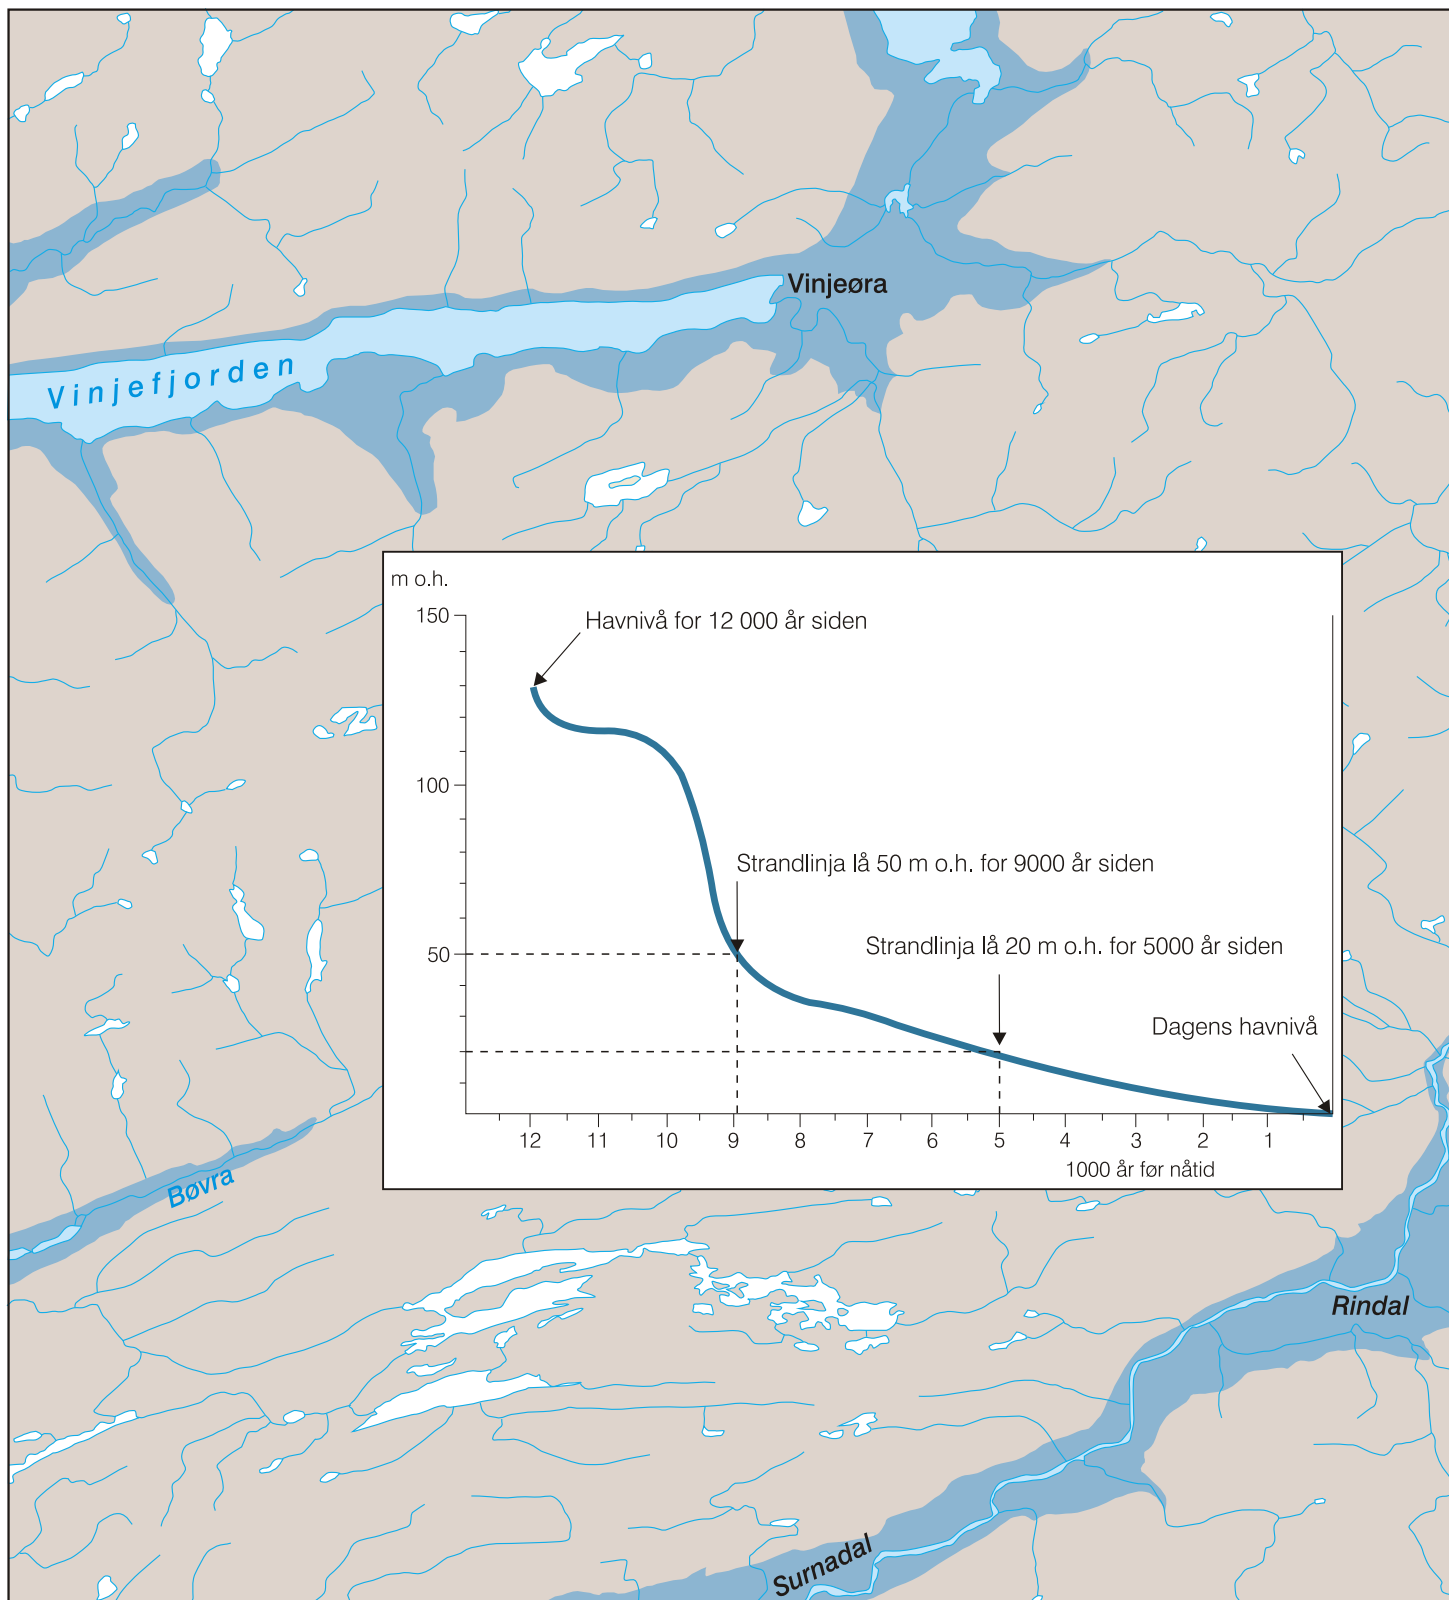 Vinjeøra
Vinjefjorden
m o.h.
150
Havnivå for 12 000 år siden
100
Strandlinja lå 50 m o.h. for 9000 år siden
50
Strandlinja lå 20 m o.h. for 5000 år siden
Dagens havnivå
12 11 10 9 8 7 6 5 4 3 2 1
1000 år før nåtid
Bøvra
Rindal
Surnadal